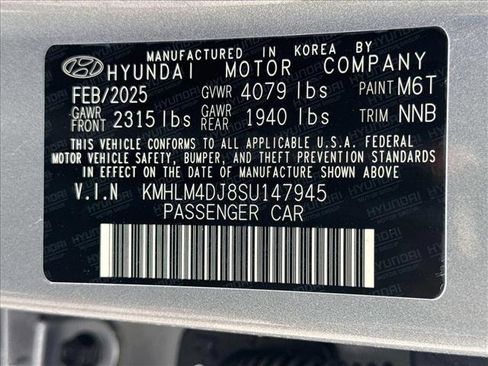 MANUFACTURED IN KOREA BY
HYUNDAI MOTOR COMPANY
FEB/2025 GVWR 4079 lbs PAINT M6T
GAWR FRONT 2315 lbs GAWR REAR 1940 lbs TRIM NNB
THIS VEHICLE CONFORMS TO ALL APPLICABLE U.S.A. FEDERAL
MOTOR VEHICLE SAFETY, BUMPER, AND THEFT PREVENTION STANDARDS
IN EFFECT ON THE DATE OF MANUFACTURE SHOWN ABOVE
V.I.N KMHLM4DJ8SU147945
PASSENGER CAR